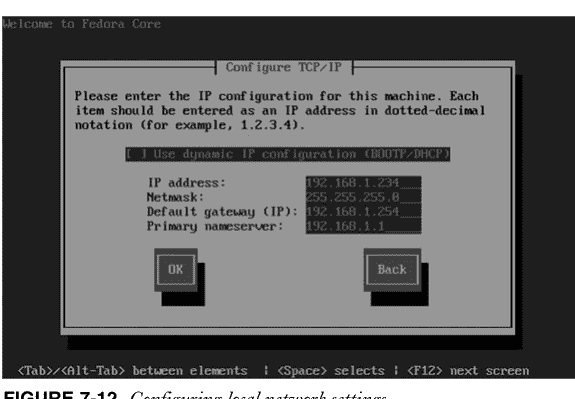 Welcome to Fedora Core
Configure TCP/IP
Please enter the IP configuration for this machine. Each
item should be entered as an IP address in dotted-decimal
notation (for example, 1.2.3.4).
[ ] Use dynamic IP configuration (BOOTP/DHCP)
IP address: 192.168.1.234
Netmask: 255.255.255.0
Default gateway (IP): 192.168.1.254
Primary nameserver: 192.168.1.1
OK Back
<Tab>/<Alt-Tab> between elements | <Space> selects | <F12> next screen
FIGURE 7-12 Configuring local network settings